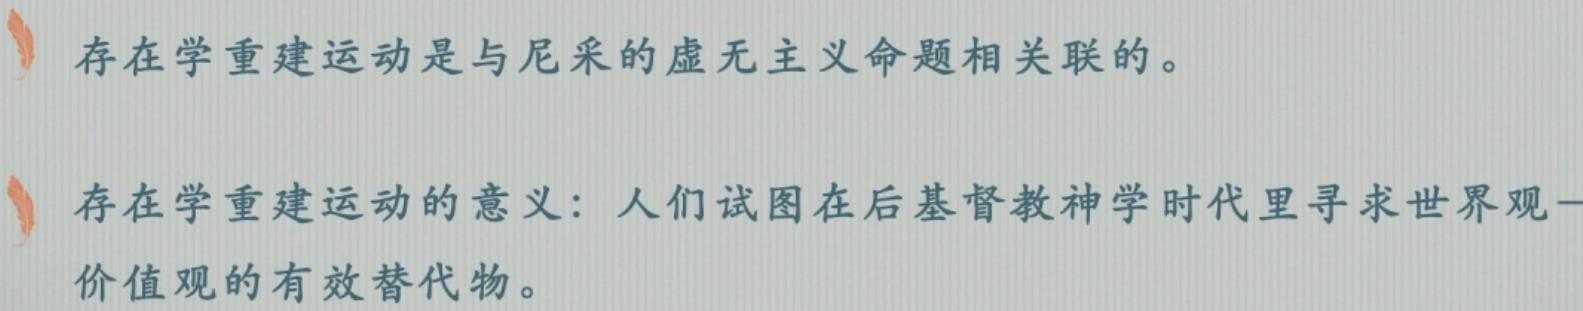 存在学重建运动是与尼采的虚无主义命题相关联的。
存在学重建运动的意义：人们试图在后基督教神学时代里寻求世界观—
价值观的有效替代物。